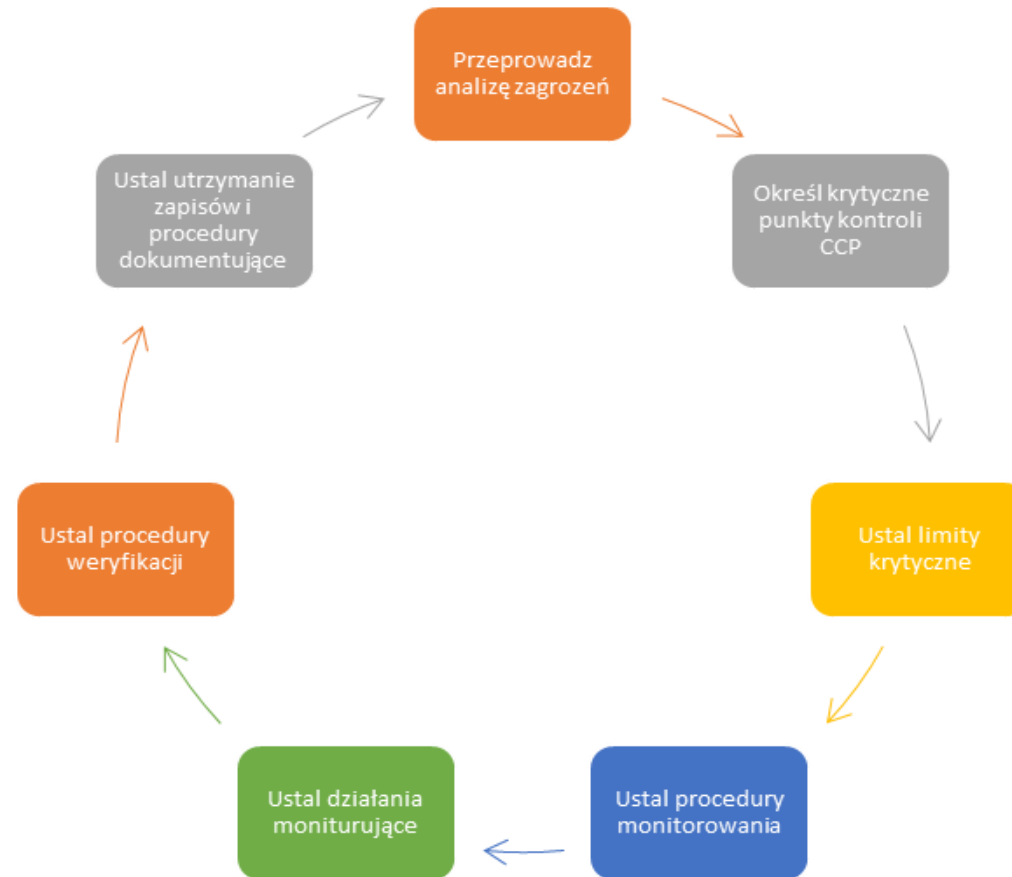 Przeprowadz
analizę zagrozeń
Określ krytyczne
punkty kontroli
CCP
Ustal limity
krytyczne
Ustal procedury
monitorowania
Ustal działania
moniturujące
Ustal procedury
weryfikacji
Ustal utrzymanie
zapisów i
procedury
dokumentujące